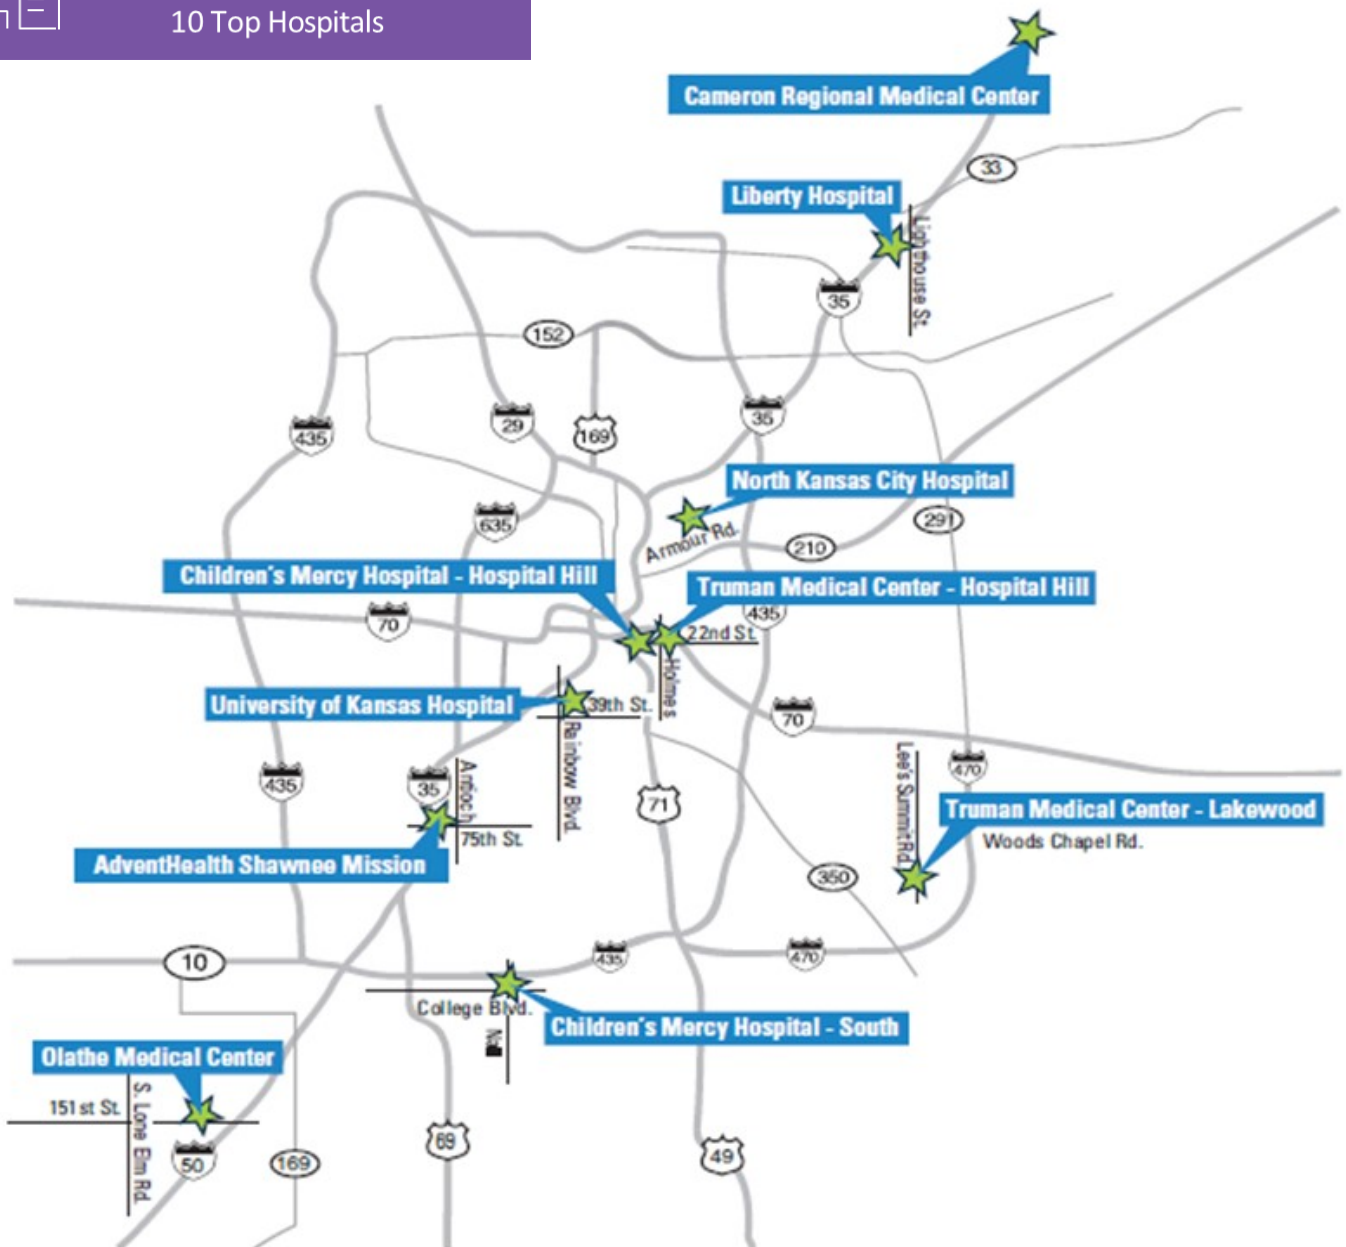 10 Top Hospitals
Cameron Regional Medical Center
33
Liberty Hospital
Lighthouse St.
35
152
29
169
35
435
North Kansas City Hospital
635
291
Armour Rd.
210
Children's Mercy Hospital - Hospital Hill
Truman Medical Center - Hospital Hill
70
435
22nd St.
Holmes
University of Kansas Hospital
39th St.
70
Rainbow Blvd.
Lee's Summit Rd.
435
35
Antioch
470
71
Truman Medical Center - Lakewood
75th St.
Woods Chapel Rd.
AdventHealth Shawnee Mission
350
10
435
470
College Blvd.
Children's Mercy Hospital - South
Olathe Medical Center
151st St.
S. Lone Elm Rd.
50
169
69
49